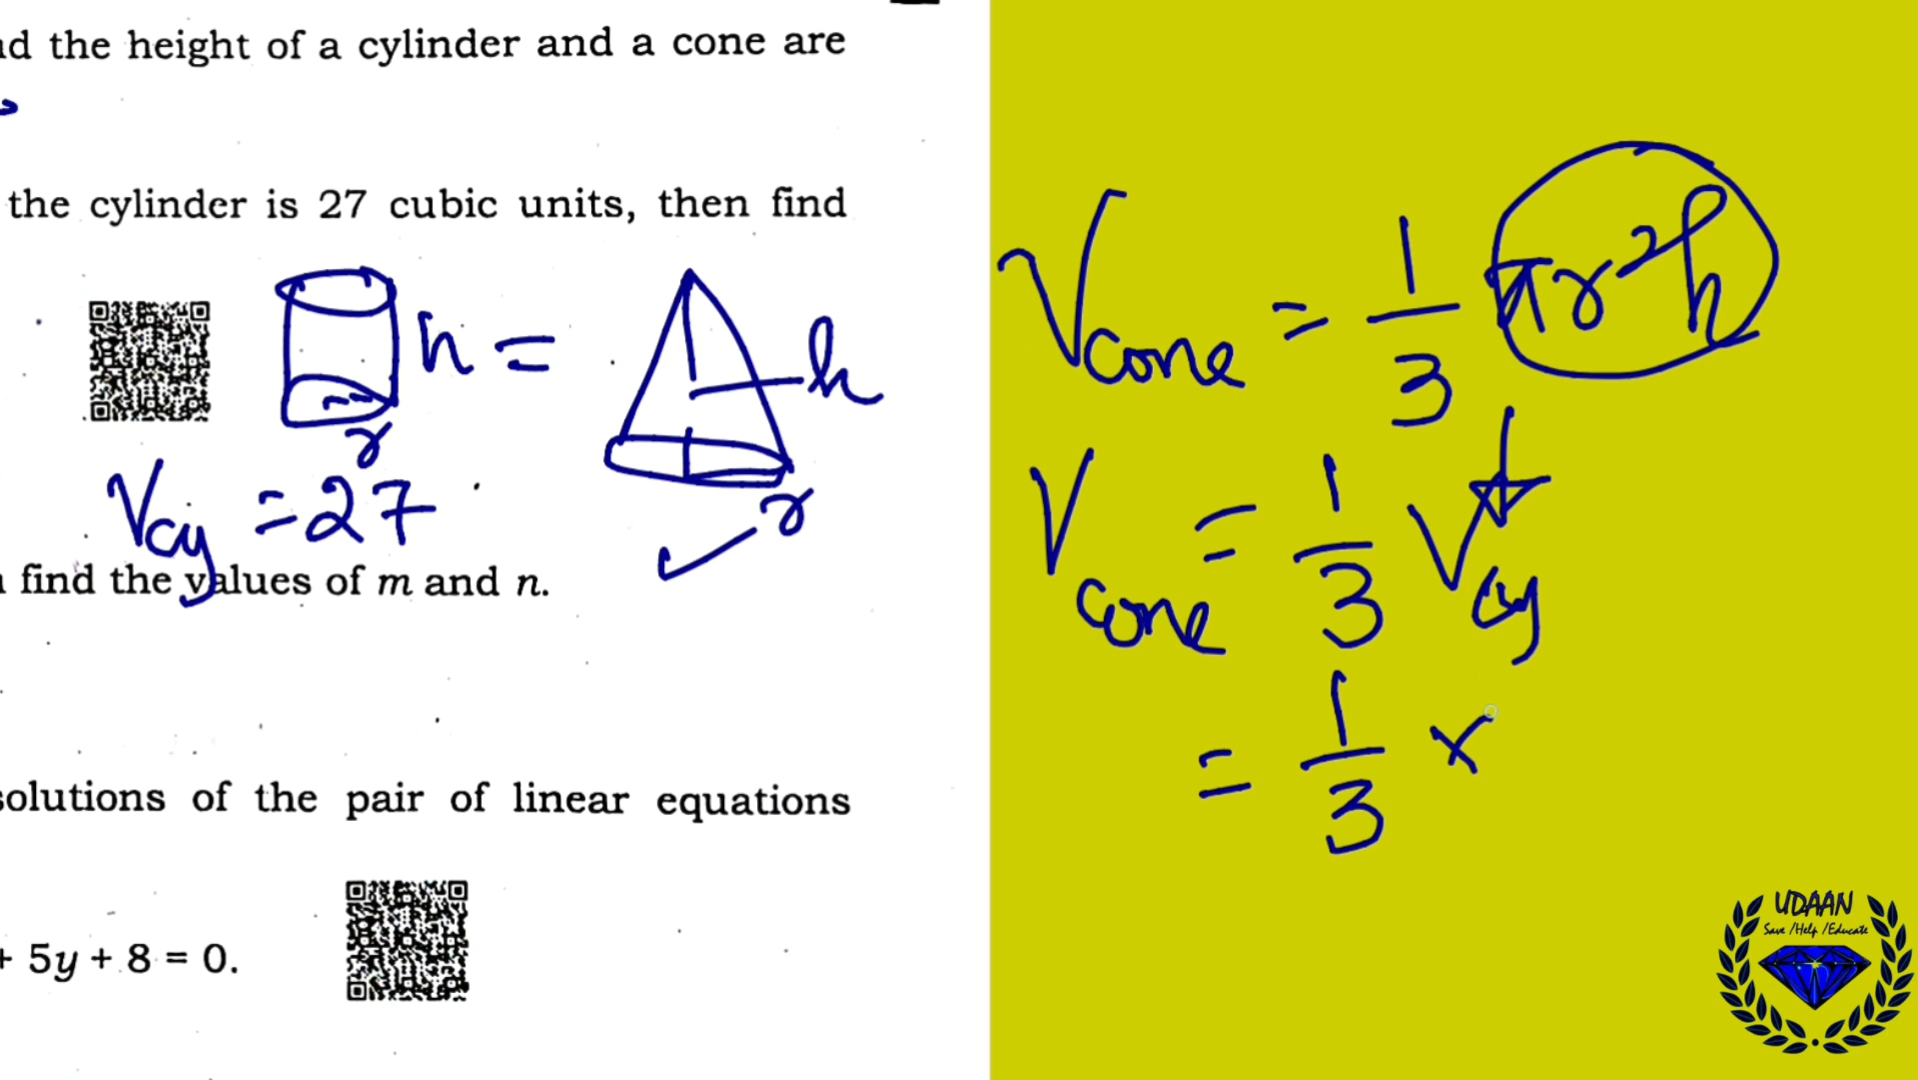 d the height of a cylinder and a cone are
the cylinder is 27 cubic units, then find
h = h
r
r
Vcy = 27
find the values of m and n.
solutions of the pair of linear equations
+ 5y + 8 = 0.
Vcone = 1/3 πr²h
Vcone = 1/3 Vcy
= 1/3 ×
UDAAN
Save /Help /Educate